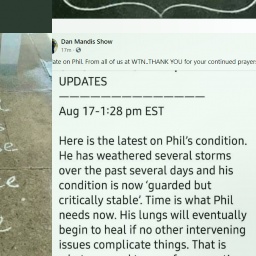 Dan Mandis Show
17m
ate on Phil. From all of us at WTN..THANK YOU for your continued prayers
UPDATES
———————————————
Aug 17-1:28 pm EST
Here is the latest on Phil's condition.
He has weathered several storms
over the past several days and his
condition is now 'guarded but
critically stable'. Time is what Phil
needs now. His lungs will eventually
begin to heal if no other intervening
issues complicate things. That is